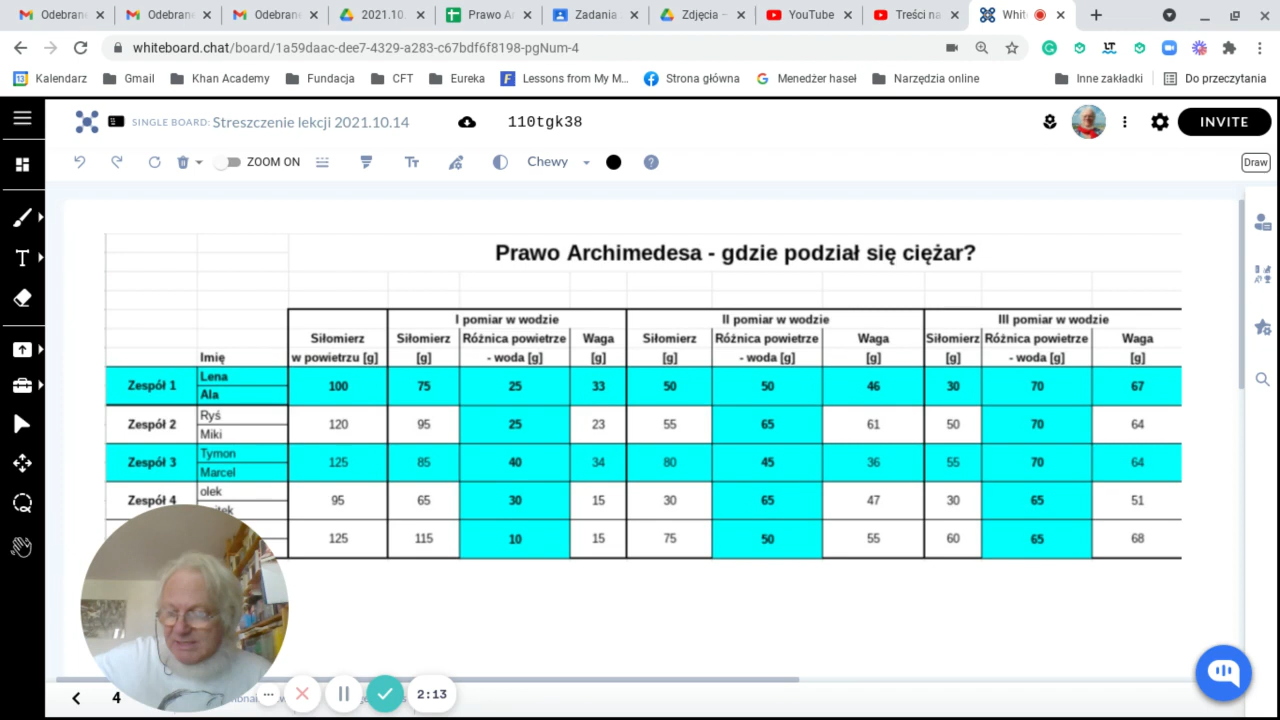 Odebrane
Odebrane
Odebrane
2021.10
Prawo A
Zadania
Zdjęcia –
YouTube
Treści na
Whit
whiteboard.chat/board/1a59daac-dee7-4329-a283-c67bdf6f8198-pgNum-4
Kalendarz Gmail Khan Academy Fundacja CFT Eureka Lessons from My M... Strona główna Menedżer haseł Narzędzia online Inne zakładki Do przeczytania
SINGLE BOARD: Streszczenie lekcji 2021.10.14
110tgk38
INVITE
ZOOM ON
Tт
Chewy
Draw
Prawo Archimedesa - gdzie podział się ciężar?
I pomiar w wodzie II pomiar w wodzie III pomiar w wodzie
Siłomierz Siłomierz Różnica powietrze Waga Siłomierz Różnica powietrze Waga Siłomierz Różnica powietrze Waga
Imię w powietrzu [g] [g] - woda [g] [g] [g] - woda [g] [g] [g] - woda [g] [g]
Zespół 1 Lena Ala 100 75 25 33 50 50 46 30 70 67
Zespół 2 Ryś Miki 120 95 25 23 55 65 61 50 70 64
Zespół 3 Tymon Marcel 125 85 40 34 80 45 36 55 70 64
Zespół 4 olek 95 65 30 15 30 65 47 30 65 51
125 115 10 15 75 50 55 60 65 68
4
2:13